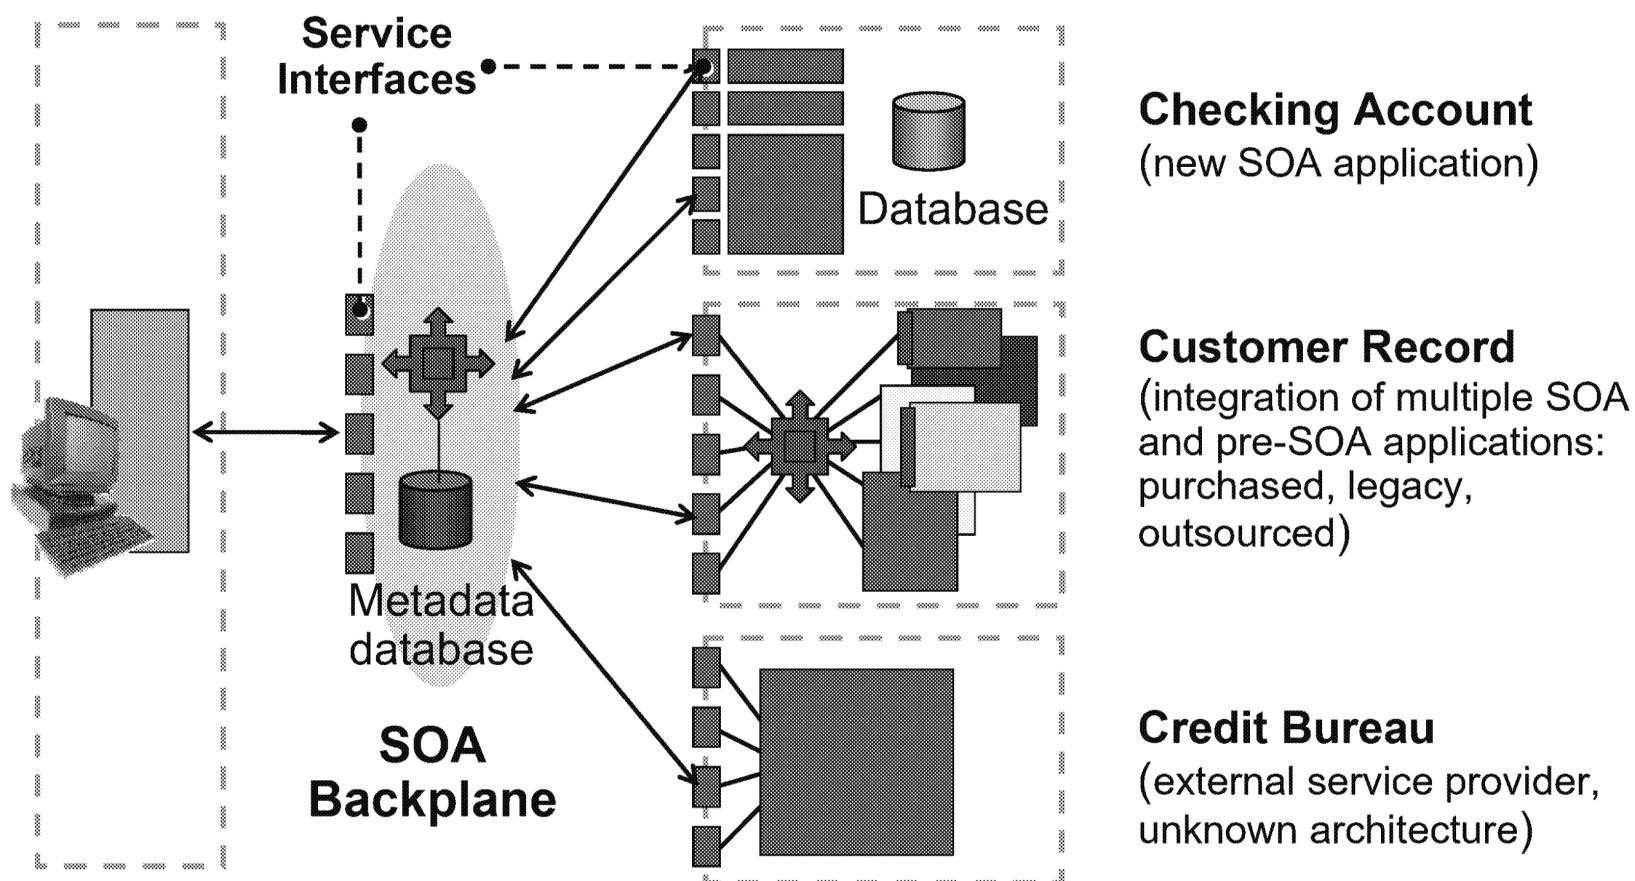 Service
Interfaces
Checking Account
(new SOA application)
Database
Customer Record
(integration of multiple SOA
and pre-SOA applications:
purchased, legacy,
outsourced)
Metadata
database
SOA
Backplane
Credit Bureau
(external service provider,
unknown architecture)